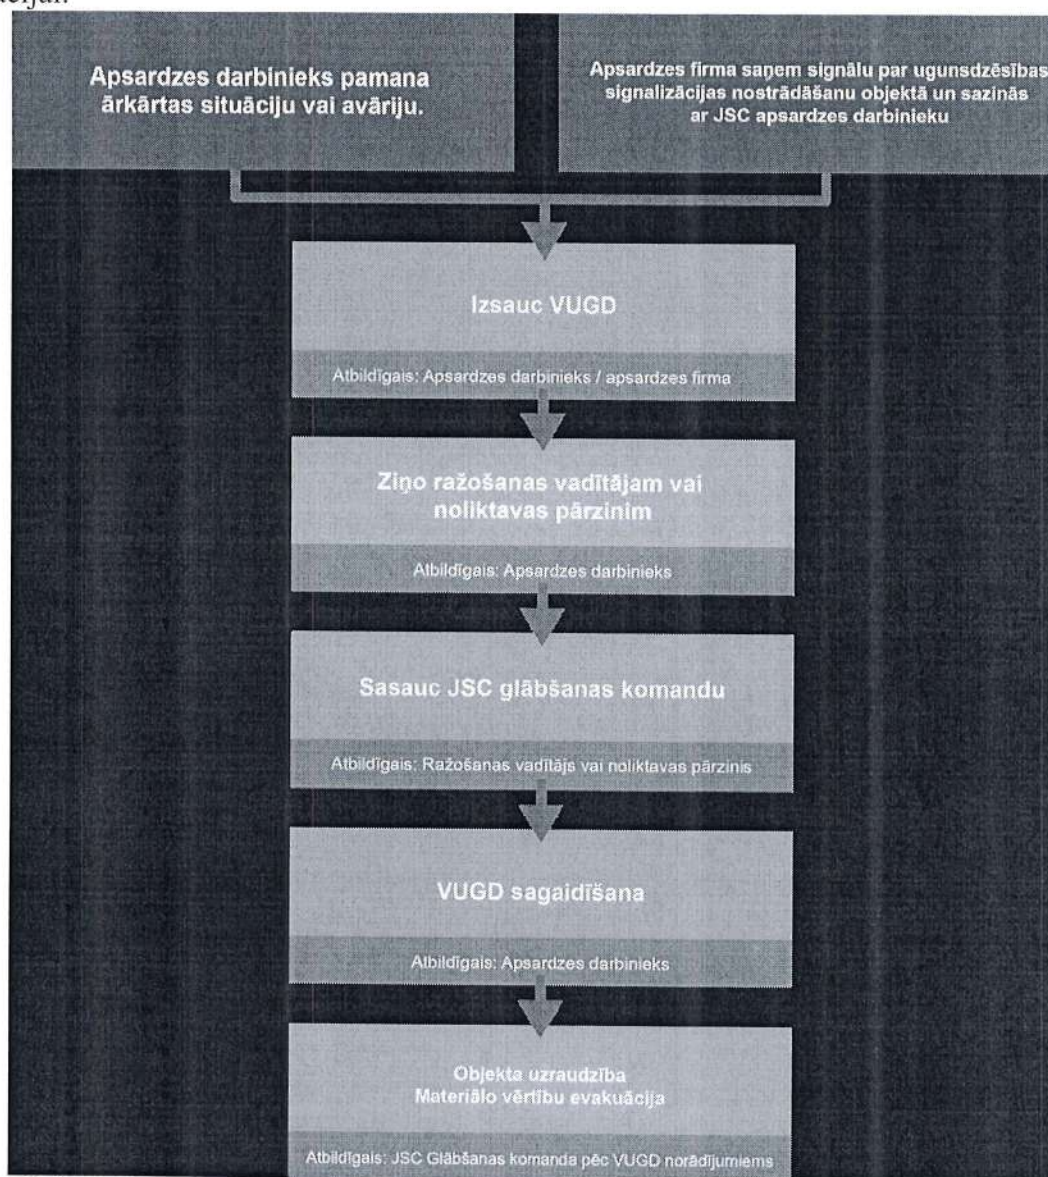 Apsardzes darbinieks pamana
ārkārtas situāciju vai avāriju.
Apsardzes firma saņem signālu par ugunsdzēsības
signalizācijas nostrādāšanu objektā un sazinās
ar JSC apsardzes darbinieku
Izsauc VUGD
Atbildīgais: Apsardzes darbinieks / apsardzes firma
Ziņo ražošanas vadītājam vai
noliktavas pārzinim
Atbildīgais: Apsardzes darbinieks
Sasauc JSC glābšanas komandu
Atbildīgais: Ražošanas vadītājs vai noliktavas pārzinis
VUGD sagaidīšana
Atbildīgais: Apsardzes darbinieks
Objekta uzraudzība
Materiālo vērtību evakuācija
Atbildīgais: JSC Glābšanas komanda pēc VUGD norādījumiems